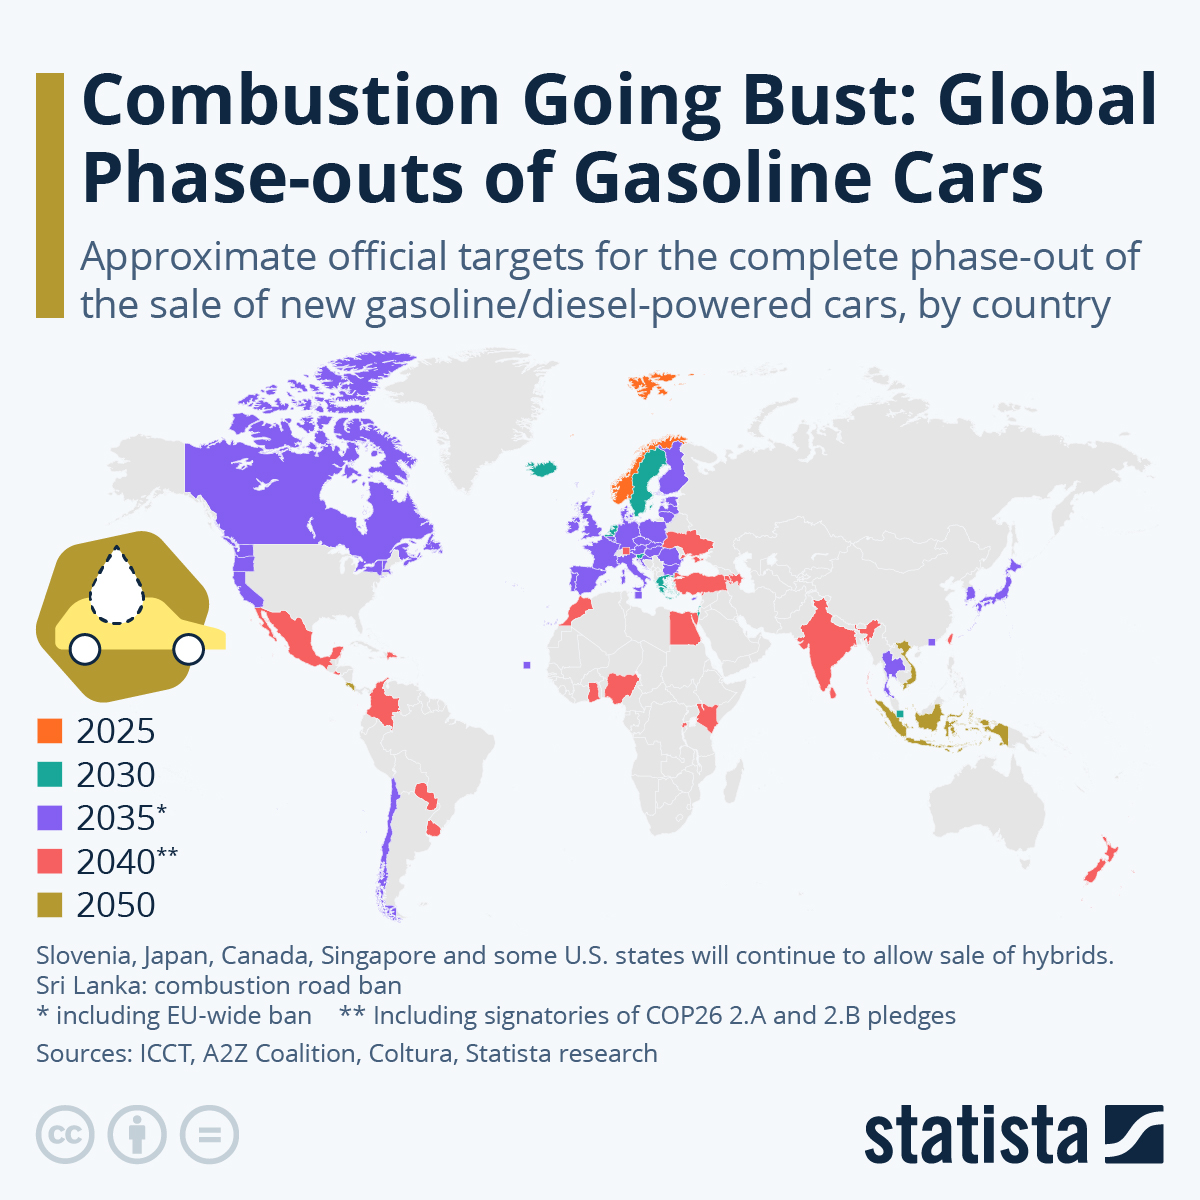 Combustion Going Bust: Global
Phase-outs of Gasoline Cars
Approximate official targets for the complete phase-out of
the sale of new gasoline/diesel-powered cars, by country
2025
2030
2035*
2040**
2050
Slovenia, Japan, Canada, Singapore and some U.S. states will continue to allow sale of hybrids.
Sri Lanka: combustion road ban
* including EU-wide ban ** Including signatories of COP26 2.A and 2.B pledges
Sources: ICCT, A2Z Coalition, Coltura, Statista research
cc
statista